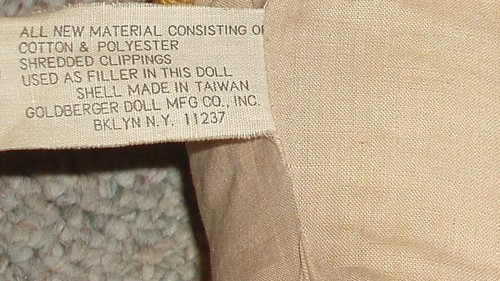 ALL NEW MATERIAL CONSISTING
COTTON & POLYESTER
SHREDDED CLIPPINGS
USED AS FILLER IN THIS DOLL
SHELL MADE IN TAIWAN
GOLDBERGER DOLL MFG CO., INC.
BKLYN N.Y. 11237